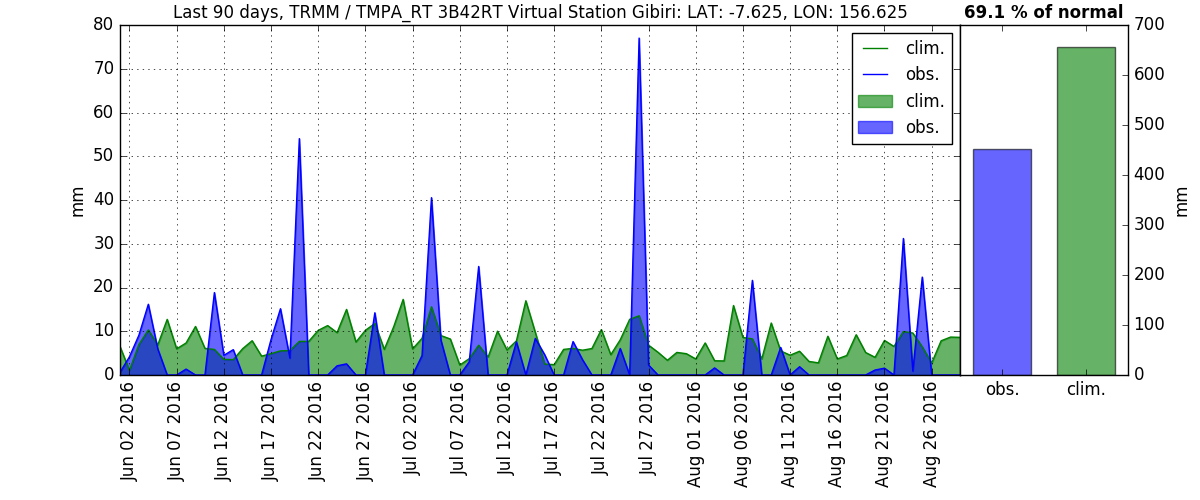 Last 90 days, TRMM / TMPA_RT 3B42RT Virtual Station Gibiri: LAT: -7.625, LON: 156.625
69.1 % of normal
80
70
60
50
40
30
20
10
0
mm
clim.
obs.
clim.
obs.
700
600
500
400
300
200
100
0
mm
obs.
clim.
Jun 02 2016
Jun 07 2016
Jun 12 2016
Jun 17 2016
Jun 22 2016
Jun 27 2016
Jul 02 2016
Jul 07 2016
Jul 12 2016
Jul 17 2016
Jul 22 2016
Jul 27 2016
Aug 01 2016
Aug 06 2016
Aug 11 2016
Aug 16 2016
Aug 21 2016
Aug 26 2016